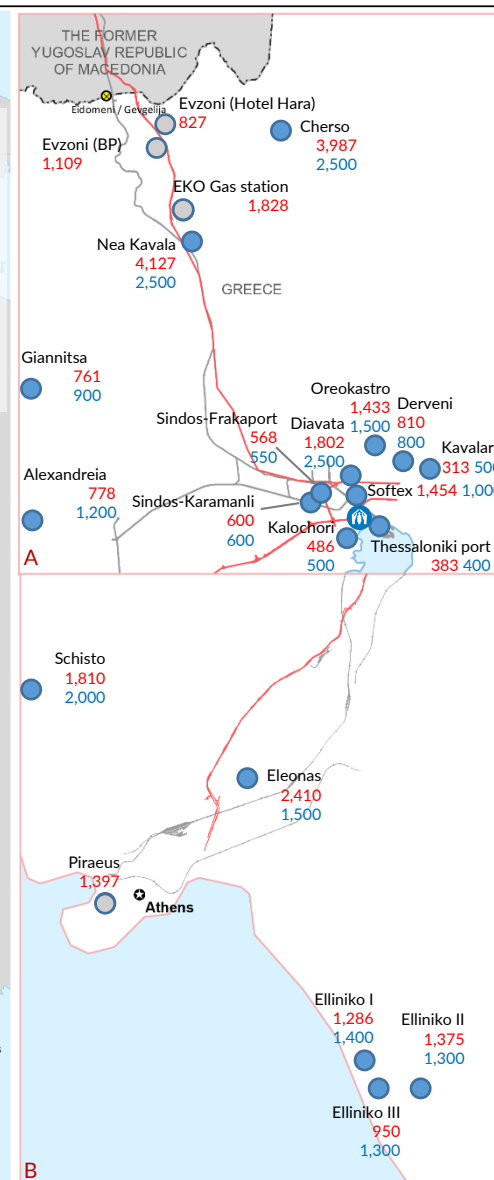 THE FORMER
YUGOSLAV REPUBLIC
OF MACEDONIA
Eidomeni / Gevgelija
Evzoni (Hotel Hara)
827
Cherso
3,987
2,500
Evzoni (BP)
1,109
EKO Gas station
1,828
Nea Kavala
4,127
2,500
GREECE
Giannitsa
761
900
Oreokastro
1,433
1,500
Derveni
810
800
Sindos-Frakaport
568
550
Diavata
1,802
2,500
Kavalar
313 500
Alexandreia
778
1,200
Softex 1,454 1,000
Sindos-Karamanli
600
600
Kalochori
486
500
Thessaloniki port
383 400
A
Schisto
1,810
2,000
Eleonas
2,410
1,500
Piraeus
1,397
Athens
Elliniko I
1,286
1,400
Elliniko II
1,375
1,300
Elliniko III
950
1,300
B